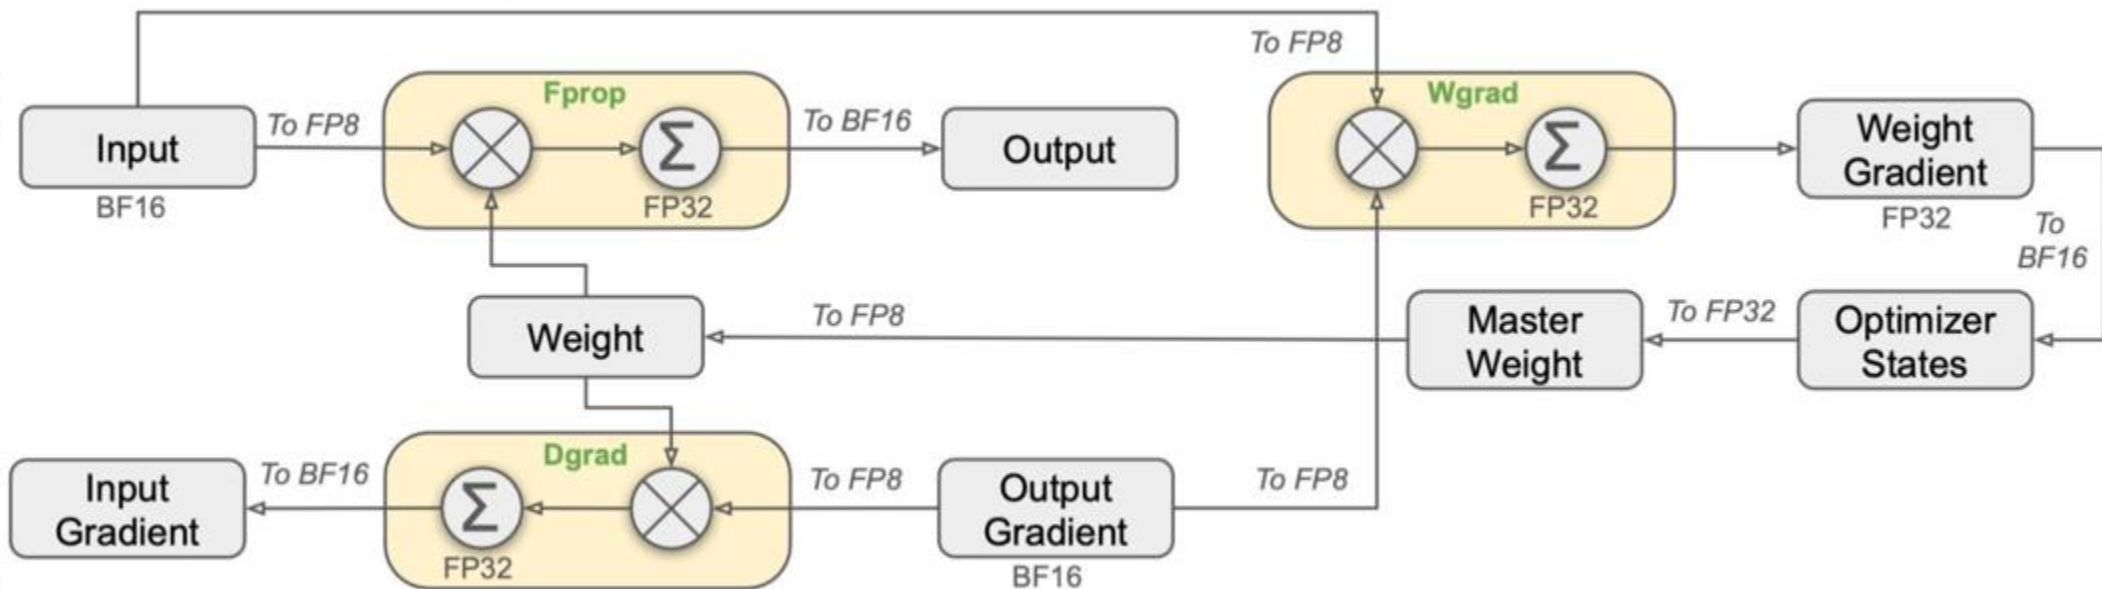 To FP8
Fprop
Wgrad
Input
To FP8
To BF16
Output
Weight
Gradient
BF16
Σ
FP32
Σ
FP32
FP32
To
BF16
Weight
To FP8
Master
Weight
To FP32
Optimizer
States
Input
Gradient
To BF16
Dgrad
Σ
FP32
To FP8
Output
Gradient
BF16
To FP8